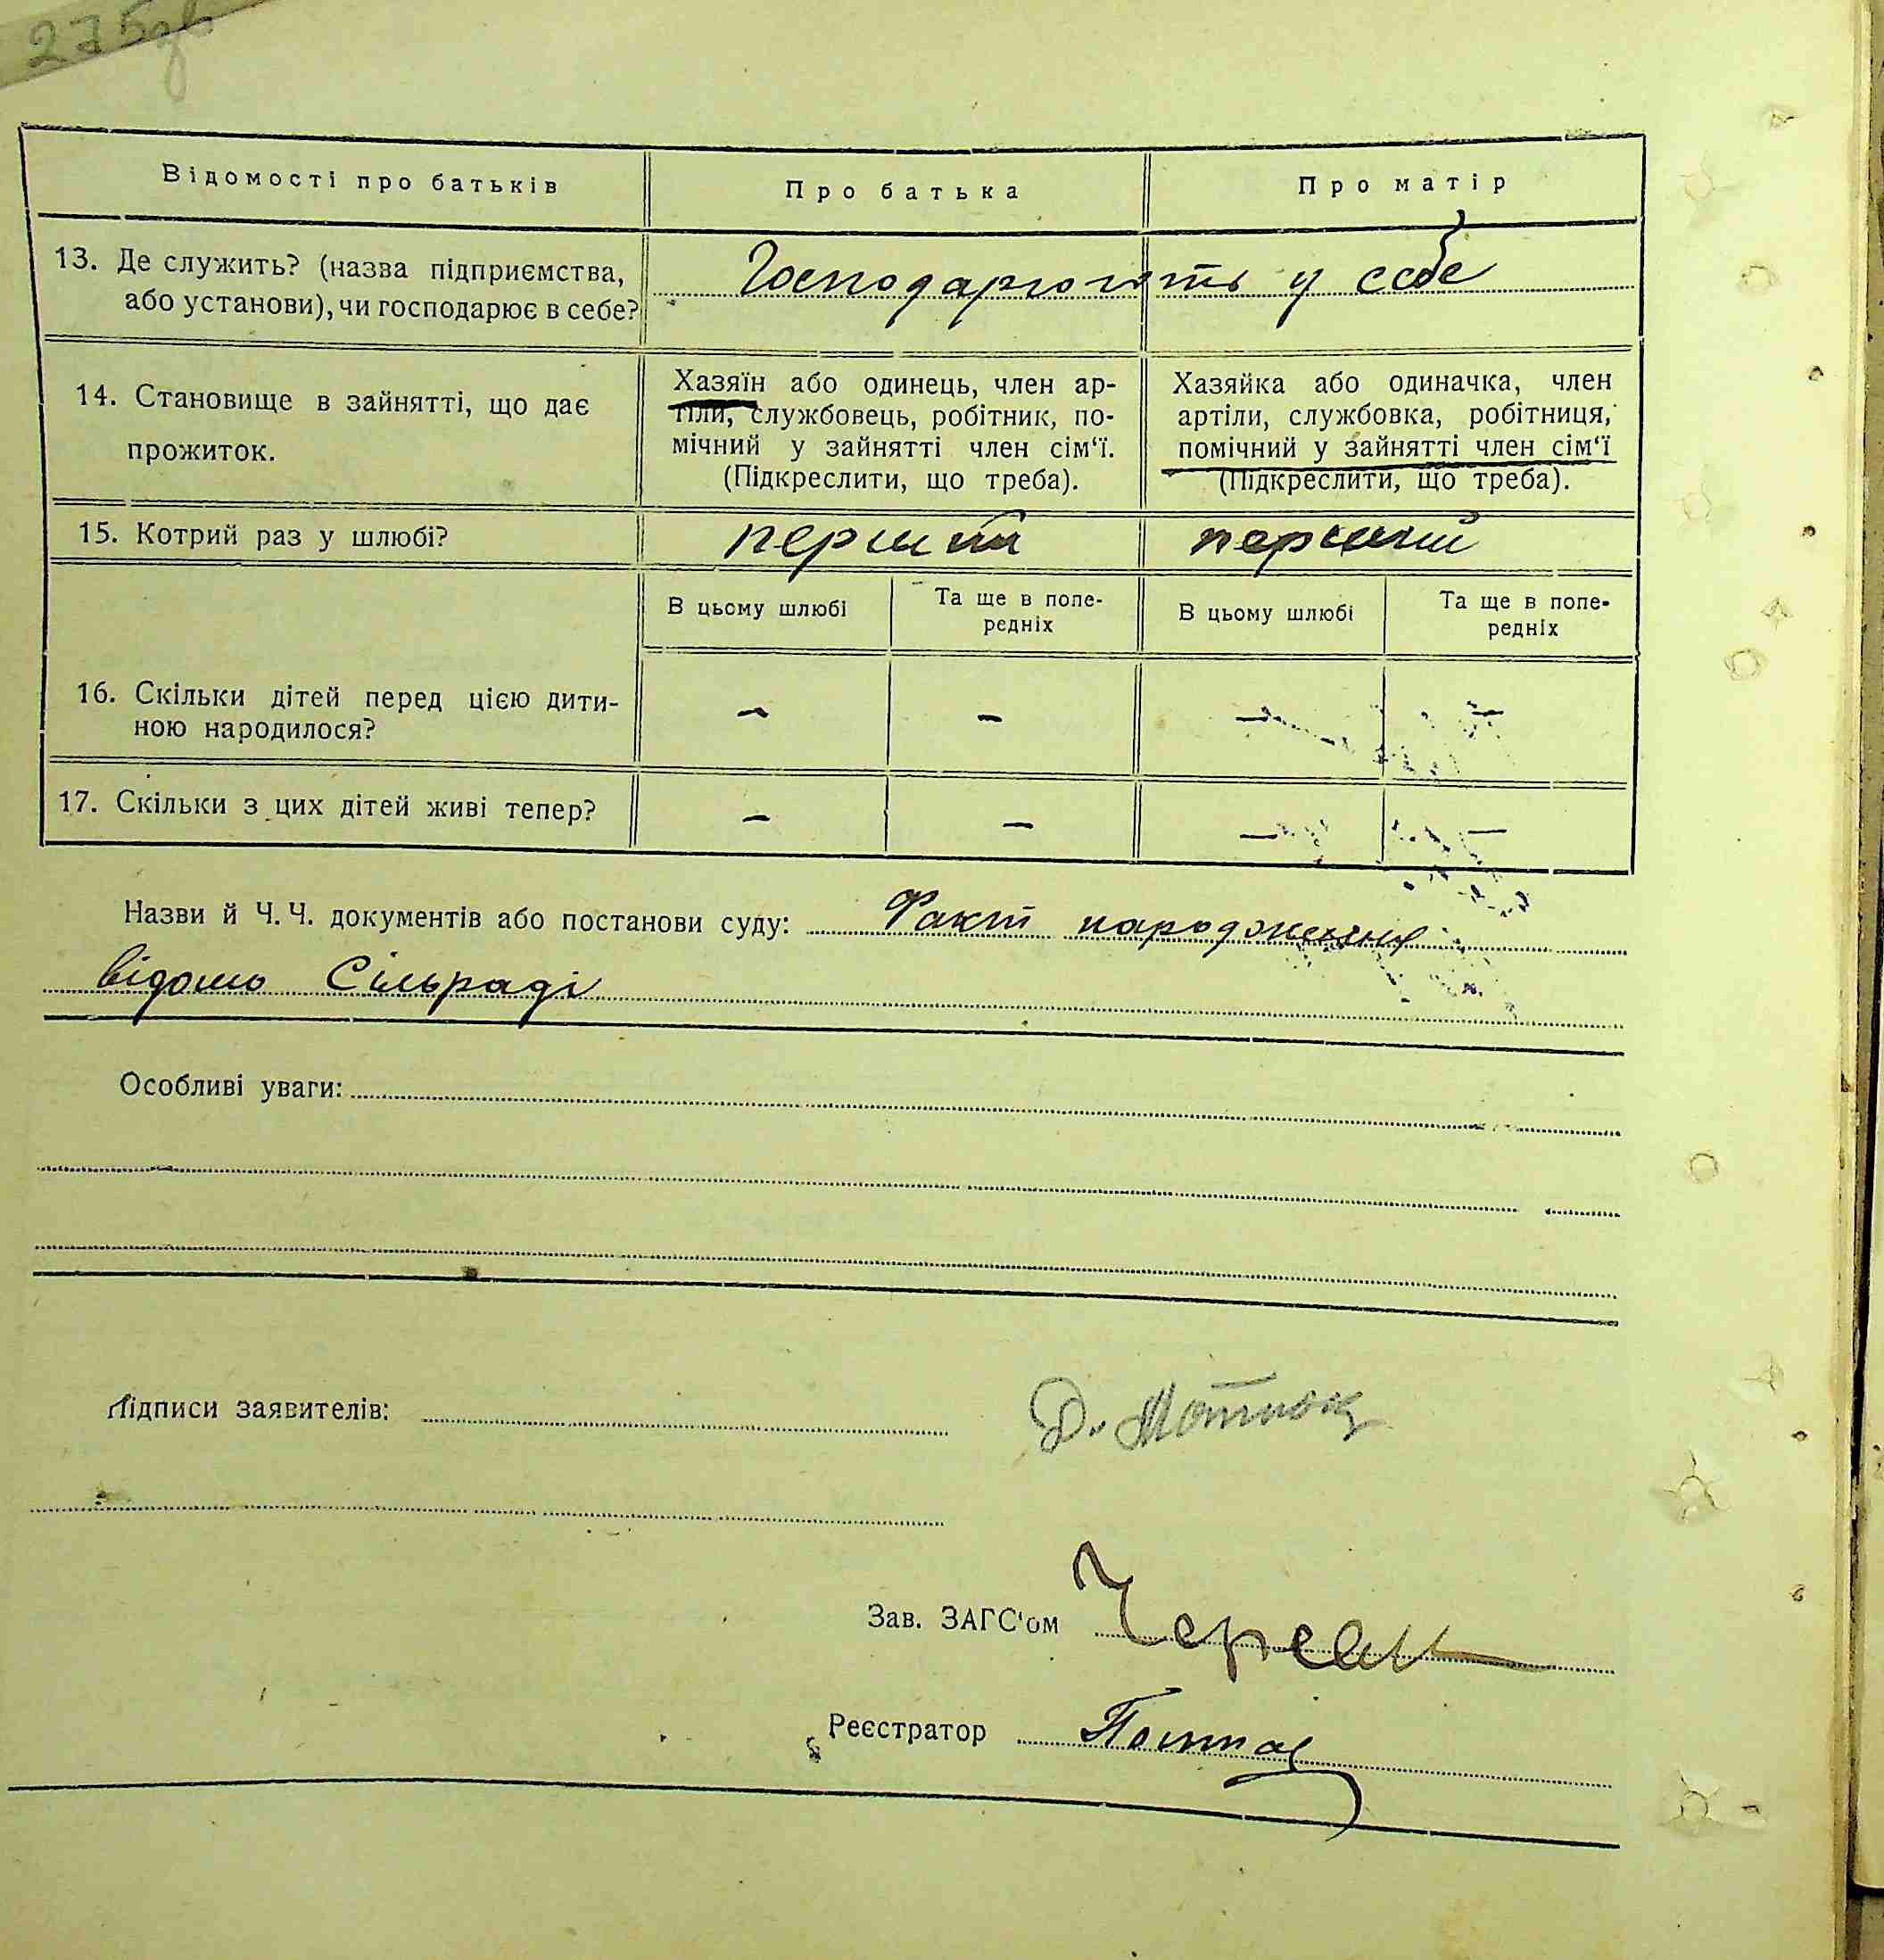 275зв
Відомості про батьків
Про батька
Про матір
13. Де служить? (назва підприємства,
або установи), чи господарює в себе?
Господарюють у себе
14. Становище в зайнятті, що дає
прожиток.
Хазяїн або одинець, член ар-
тіли, службовець, робітник, по-
мічний у зайнятті член сім'ї.
(Підкреслити, що треба).
Хазяйка або одиначка, член
артіли, службовка, робітниця,
помічний у зайнятті член сім'ї
(Підкреслити, що треба).
15. Котрий раз у шлюбі?
перший
перший
В цьому шлюбі
Та ще в попе-
редніх
В цьому шлюбі
Та ще в попе-
редніх
16. Скільки дітей перед цією дити-
ною народилося?
– – – –
17. Скільки з цих дітей живі тепер?
– – – –
Назви й Ч. Ч. документів або постанови суду: Факт народження
відомо Сільраді
Особливі уваги:
Підписи заявителів:
Д.
Зав. ЗАГС'ом
Реєстратор